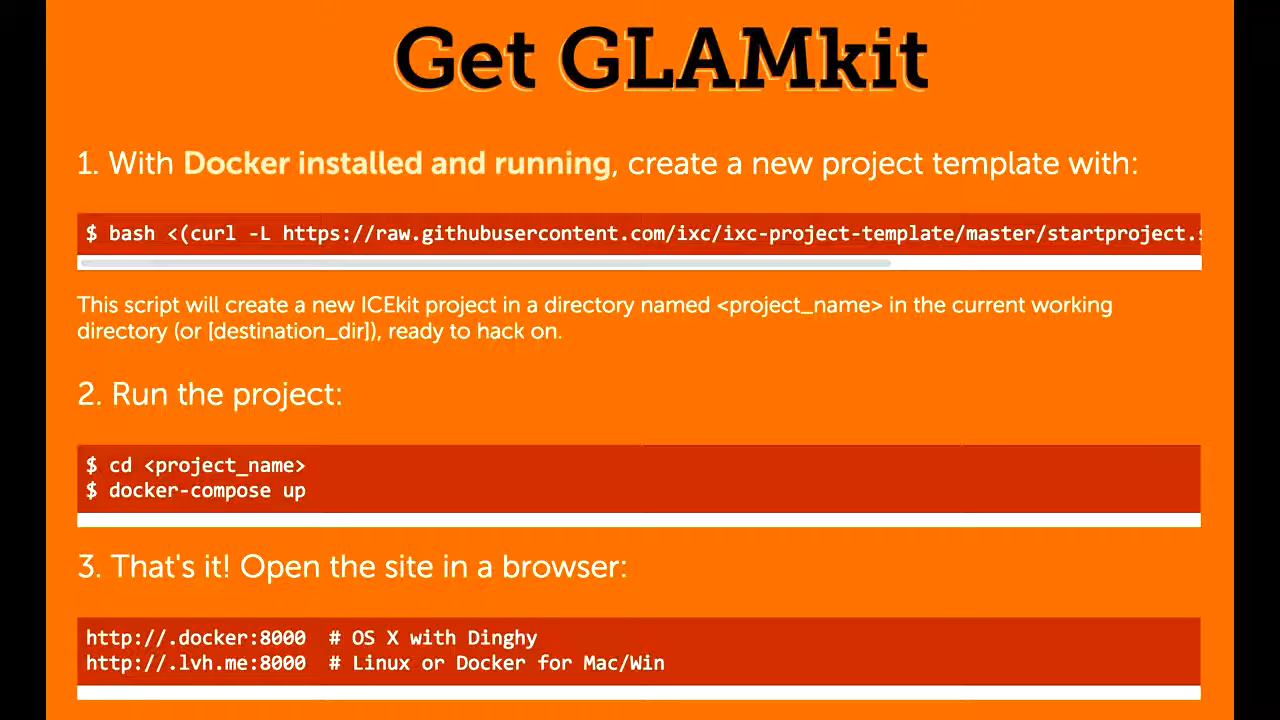 Get GLAMkit
1. With Docker installed and running, create a new project template with:
$ bash <(curl -L https://raw.githubusercontent.com/ixc/ixc-project-template/master/startproject.s
This script will create a new ICEkit project in a directory named <project_name> in the current working
directory (or [destination_dir]), ready to hack on.
2. Run the project:
$ cd <project_name>
$ docker-compose up
3. That's it! Open the site in a browser:
http://.docker:8000  # OS X with Dinghy
http://.lvh.me:8000  # Linux or Docker for Mac/Win